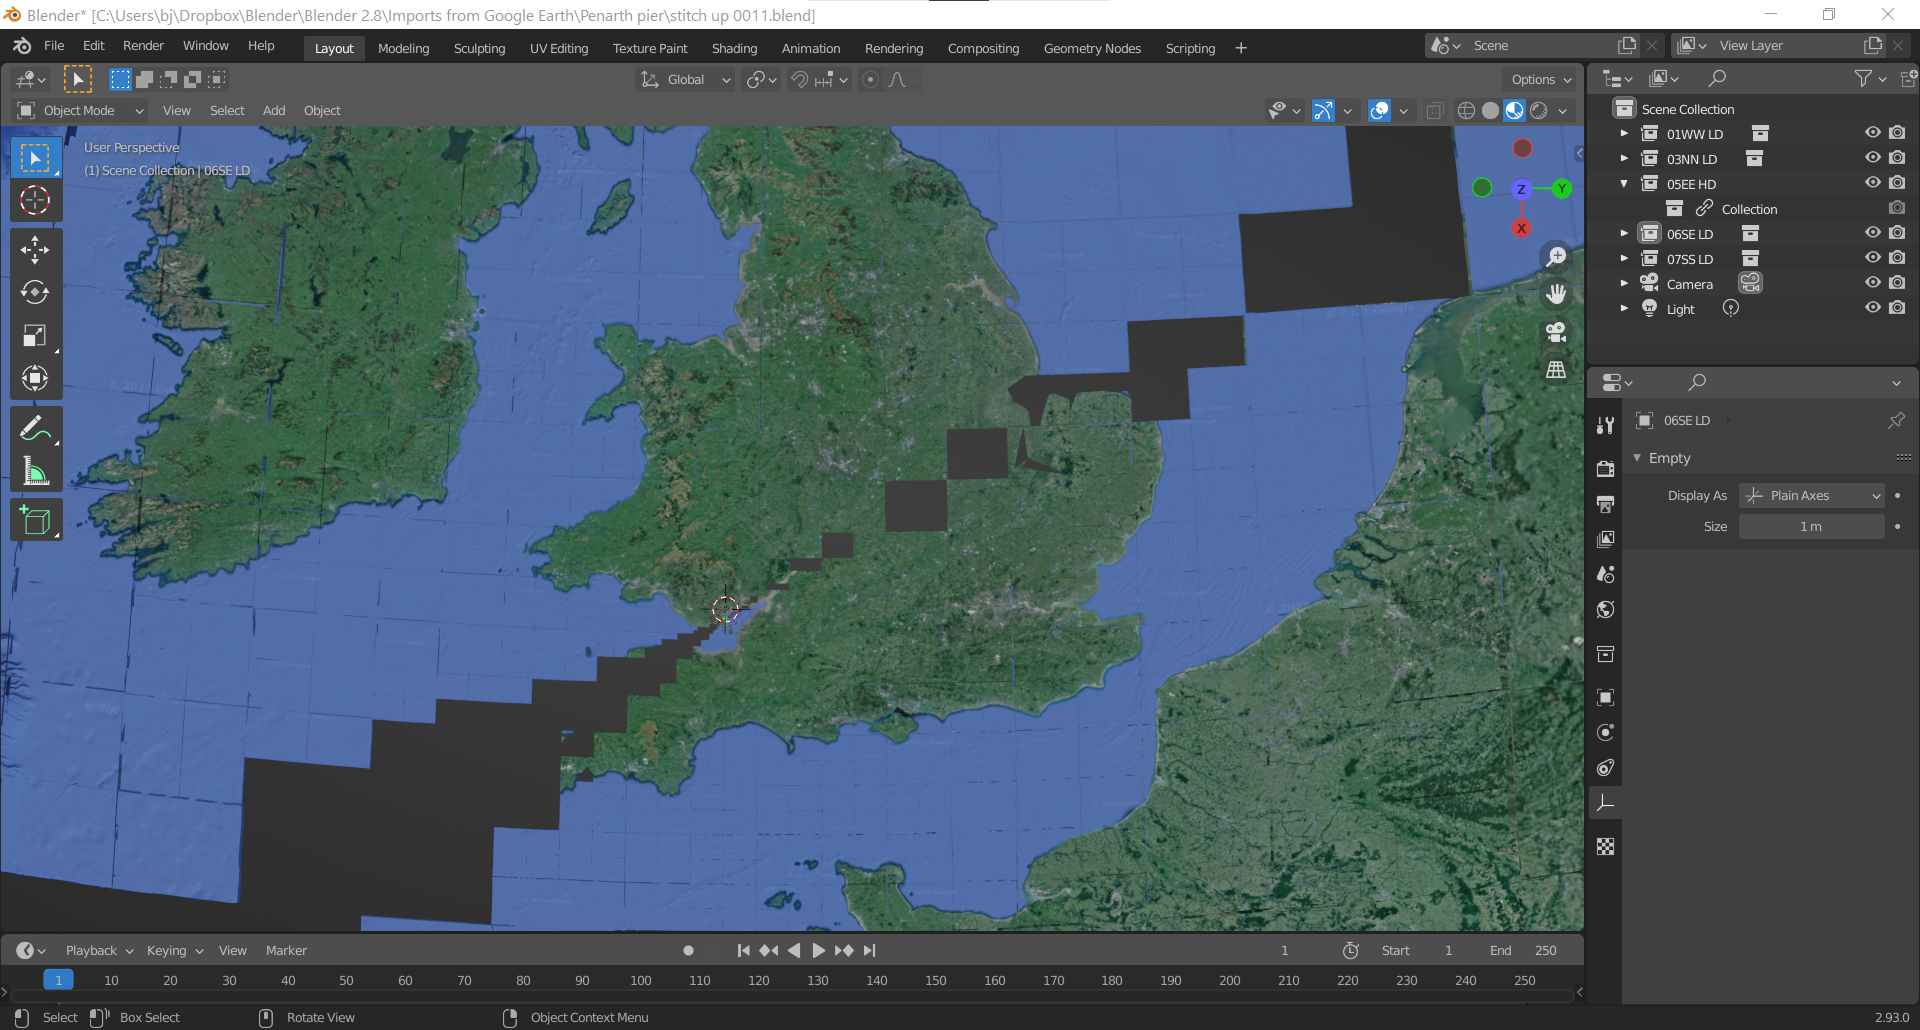 Blender* [C:\Users\bj\Dropbox\Blender\Blender 2.8\Imports from Google Earth\Penarth pier\stitch up 0011.blend]
File Edit Render Window Help Layout Modeling Sculpting UV Editing Texture Paint Shading Animation Rendering Compositing Geometry Nodes Scripting + Scene View Layer
Global Options
Object Mode View Select Add Object
User Perspective
(1) Scene Collection | 06SE LD
Z Y
X
Scene Collection
01WW LD
03NN LD
05EE HD
Collection
06SE LD
07SS LD
Camera
Light
06SE LD
Empty
Display As Plain Axes
Size 1 m
Playback Keying View Marker 1 Start 1 End 250
1 10 20 30 40 50 60 70 80 90 100 110 120 130 140 150 160 170 180 190 200 210 220 230 240 250
Select Box Select Rotate View Object Context Menu 2.93.0